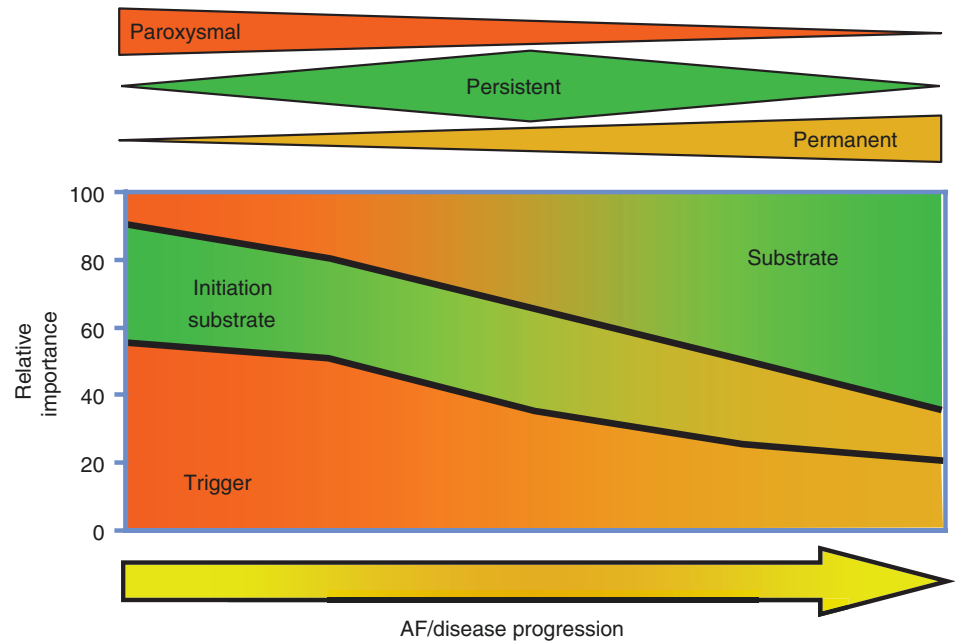 Paroxysmal
Persistent
Permanent
100
80
60
40
20
0
Relative
importance
Initiation
substrate
Substrate
Trigger
AF/disease progression